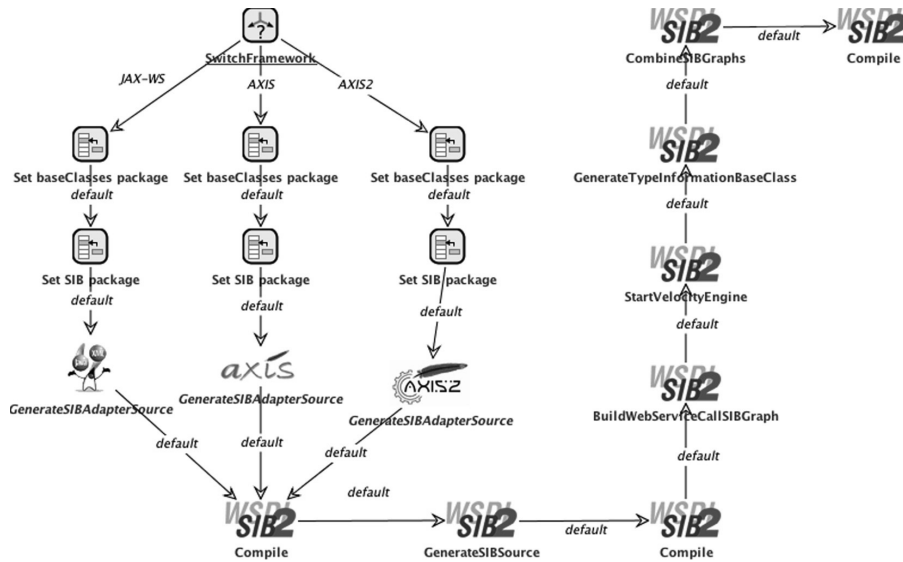 SwitchFramework
JAX-WS
AXIS
AXIS2
Set baseClasses package
Set baseClasses package
Set baseClasses package
default
default
default
Set SIB package
Set SIB package
Set SIB package
default
default
default
axis
AXIS2
GenerateSIBAdapterSource
GenerateSIBAdapterSource
GenerateSIBAdapterSource
default
default
default
WSDL
SIB2
Compile
default
WSDL
SIB2
GenerateSIBSource
default
WSDL
SIB2
Compile
default
WSDL
SIB2
BuildWebServiceCallSIBGraph
default
WSDL
SIB2
StartVelocityEngine
default
WSDL
SIB2
GenerateTypeInformationBaseClass
default
WSDL
SIB2
CombineSIBGraphs
default
WSDL
SIB2
Compile